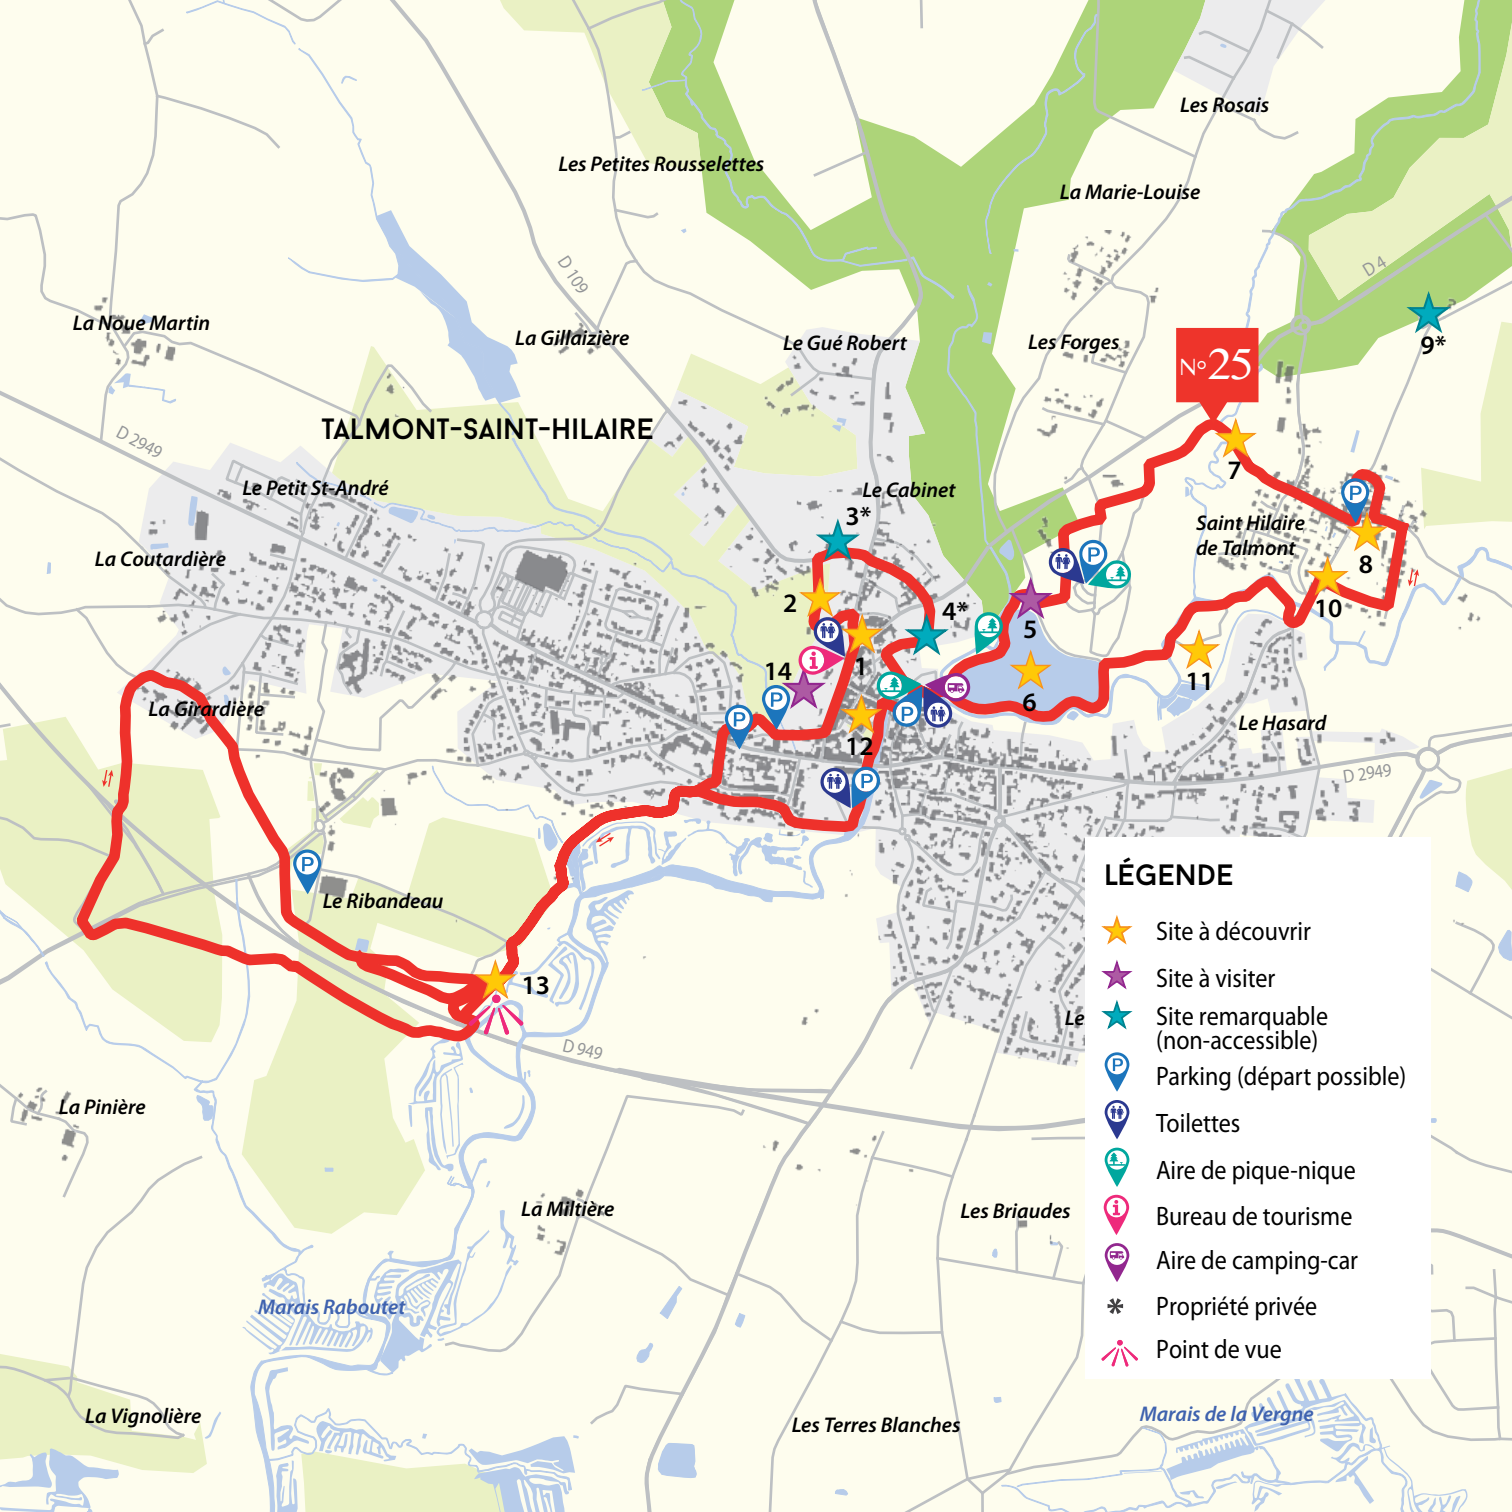 Les Rosais
Les Petites Rousselettes
La Marie-Louise
D 109
D 4
La Noue Martin
La Gillaizière
Le Gué Robert
Les Forges
9*
N°25
TALMONT-SAINT-HILAIRE
D 2949
Le Petit St-André
Le Cabinet
7
3*
Saint Hilaire
de Talmont
La Coutardière
8
2
4*
10
5
1
14
11
6
La Girardière
12
Le Hasard
D 2949
Le Ribandeau
13
Le
D 949
La Pinière
La Miltière
Les Briaudes
Marais Raboutet
La Vignolière
Les Terres Blanches
Marais de la Vergne
P
P
P
P
P
P
P
i
LÉGENDE
Site à découvrir
Site à visiter
Site remarquable
(non-accessible)
P Parking (départ possible)
Toilettes
Aire de pique-nique
i Bureau de tourisme
Aire de camping-car
* Propriété privée
Point de vue